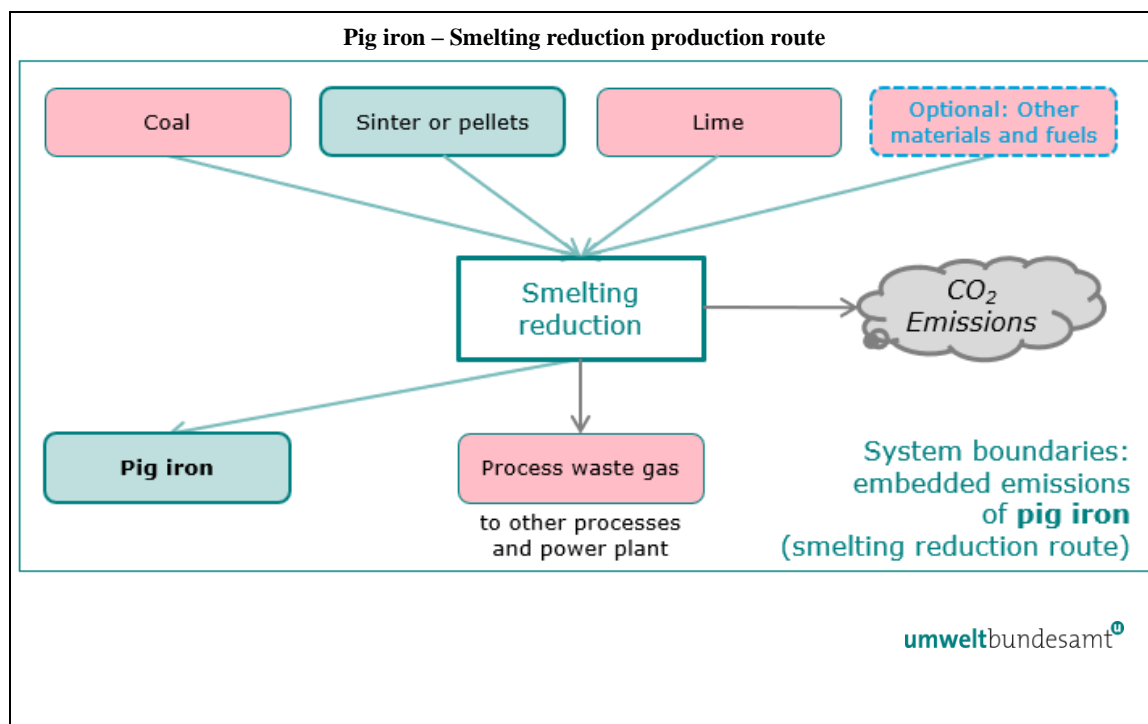 Pig iron – Smelting reduction production route
Coal
Sinter or pellets
Lime
Optional: Other
materials and fuels
Smelting
reduction
CO₂
Emissions
Pig iron
Process waste gas
to other processes
and power plant
System boundaries:
embedded emissions
of pig iron
(smelting reduction route)
umweltbundesamt
u